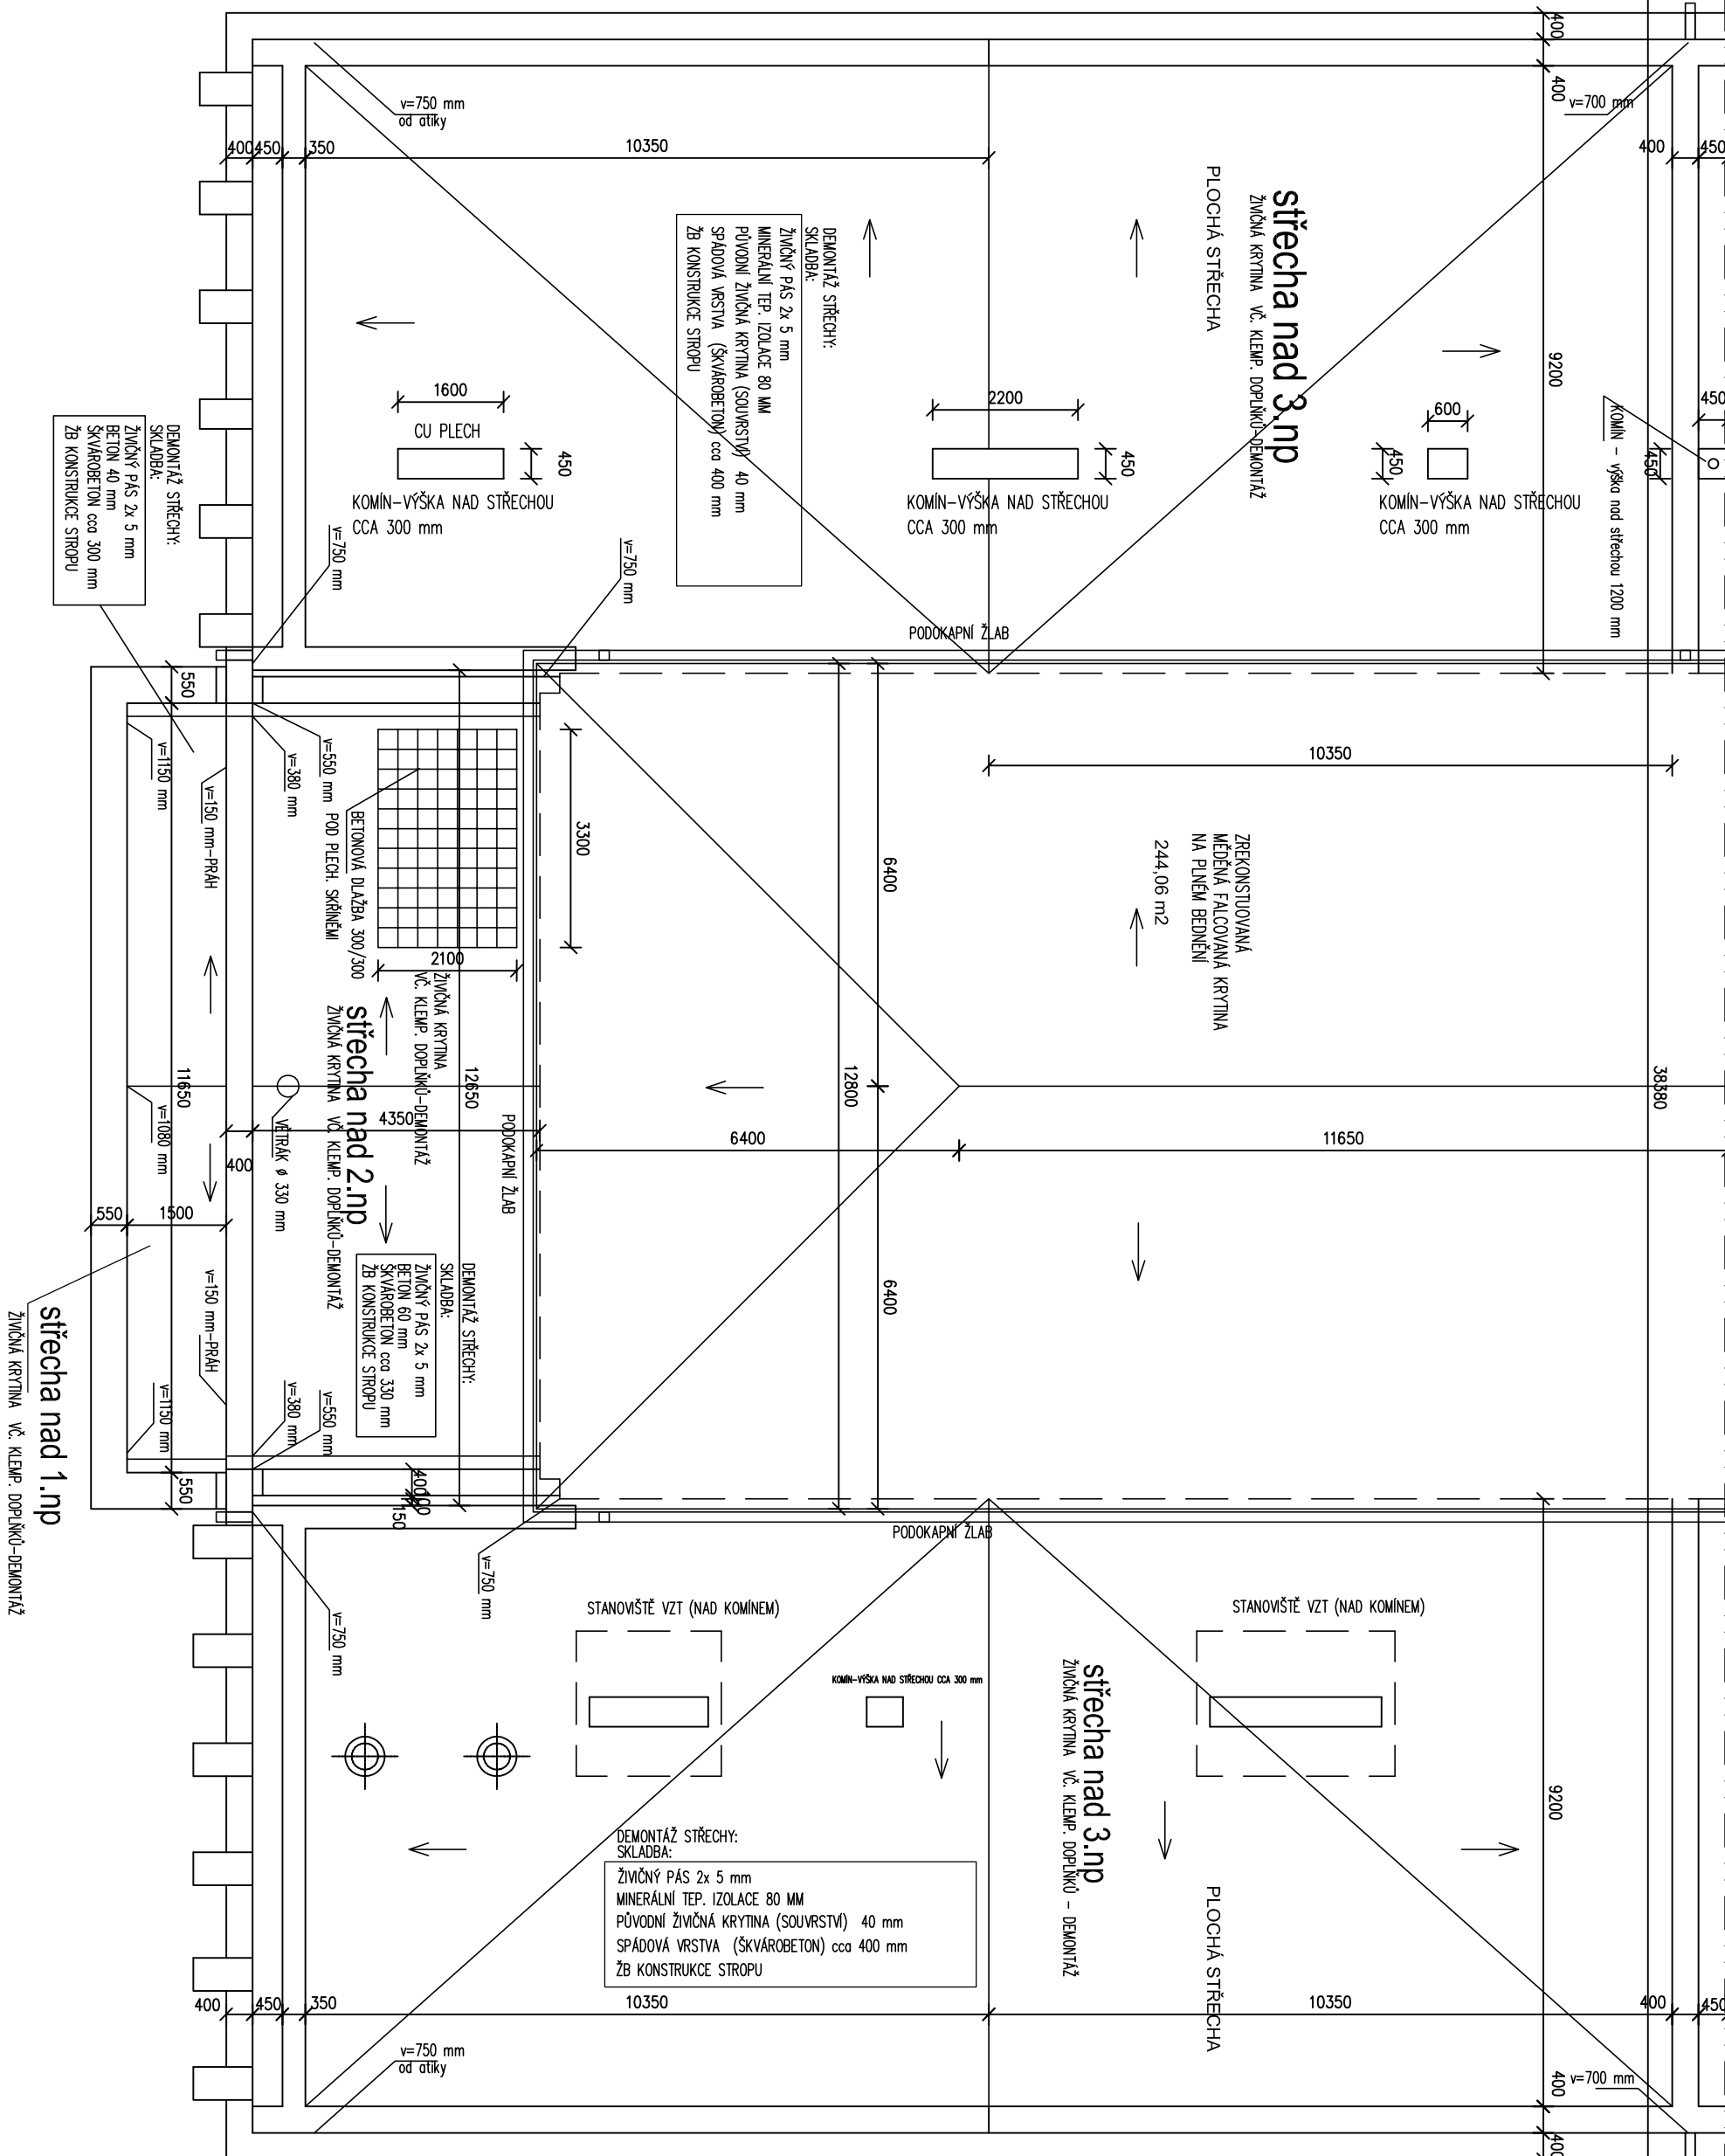 400
400
v=700 mm
v=750 mm
od atiky
400
450
350
10350
400
450
střecha nad 3.np
ŽIVIČNÁ KRYTINA VČ. KLEMP. DOPLŇKŮ-DEMONTÁŽ
PLOCHÁ STŘECHA
DEMONTÁŽ STŘECHY:
SKLADBA:
ŽIVIČNÝ PÁS 2x 5 mm
MINERÁLNÍ TEP. IZOLACE 80 MM
PŮVODNÍ ŽIVIČNÁ KRYTINA (SOUVRSTVÍ) 40 mm
SPÁDOVÁ VRSTVA (ŠKVÁROBETON) cca 400 mm
ŽB KONSTRUKCE STROPU
9200
450
450
KOMÍN - výška nad střechou 1200 mm
1600
CU PLECH
450
KOMÍN-VÝŠKA NAD STŘECHOU
CCA 300 mm
2200
450
KOMÍN-VÝŠKA NAD STŘECHOU
CCA 300 mm
600
450
KOMÍN-VÝŠKA NAD STŘECHOU
CCA 300 mm
DEMONTÁŽ STŘECHY:
SKLADBA:
ŽIVIČNÝ PÁS 2x 5 mm
BETON 40 mm
ŠKVÁROBETON cca 300 mm
ŽB KONSTRUKCE STROPU
v=750 mm
v=750 mm
PODOKAPNÍ ŽLAB
550
v=1150 mm
v=150 mm-PRÁH
v=380 mm
v=550 mm
POD PLECH. SKŘÍNĚMI
BETONOVÁ DLAŽBA 300/300
3300
2100
10350
6400
ZREKONSTUOVANÁ
MĚDĚNÁ FALCOVANÁ KRYTINA
NA PLNÉM BEDNĚNÍ
244,06 m2
ŽIVIČNÁ KRYTINA
VČ. KLEMP. DOPLŇKŮ-DEMONTÁŽ
střecha nad 2.np
ŽIVIČNÁ KRYTINA VČ. KLEMP. DOPLŇKŮ-DEMONTÁŽ
11650
12650
12800
38380
v=1080 mm
VĚTRÁK ø 330 mm
4350
400
PODOKAPNÍ ŽLAB
6400
11650
550
1500
v=150 mm-PRÁH
6400
DEMONTÁŽ STŘECHY:
SKLADBA:
ŽIVIČNÝ PÁS 2x 5 mm
BETON 60 mm
ŠKVÁROBETON cca 330 mm
ŽB KONSTRUKCE STROPU
střecha nad 1.np
ŽIVIČNÁ KRYTINA VČ. KLEMP. DOPLŇKŮ-DEMONTÁŽ
v=1150 mm
v=380 mm
v=550 mm
550
400
150
PODOKAPNÍ ŽLAB
v=750 mm
v=750 mm
STANOVIŠTĚ VZT (NAD KOMÍNEM)
STANOVIŠTĚ VZT (NAD KOMÍNEM)
KOMÍN-VÝŠKA NAD STŘECHOU CCA 300 mm
střecha nad 3.np
ŽIVIČNÁ KRYTINA VČ. KLEMP. DOPLŇKŮ - DEMONTÁŽ
PLOCHÁ STŘECHA
9200
DEMONTÁŽ STŘECHY:
SKLADBA:
ŽIVIČNÝ PÁS 2x 5 mm
MINERÁLNÍ TEP. IZOLACE 80 MM
PŮVODNÍ ŽIVIČNÁ KRYTINA (SOUVRSTVÍ) 40 mm
SPÁDOVÁ VRSTVA (ŠKVÁROBETON) cca 400 mm
ŽB KONSTRUKCE STROPU
400
450
350
10350
10350
400
450
v=750 mm
od atiky
400
v=700 mm
400